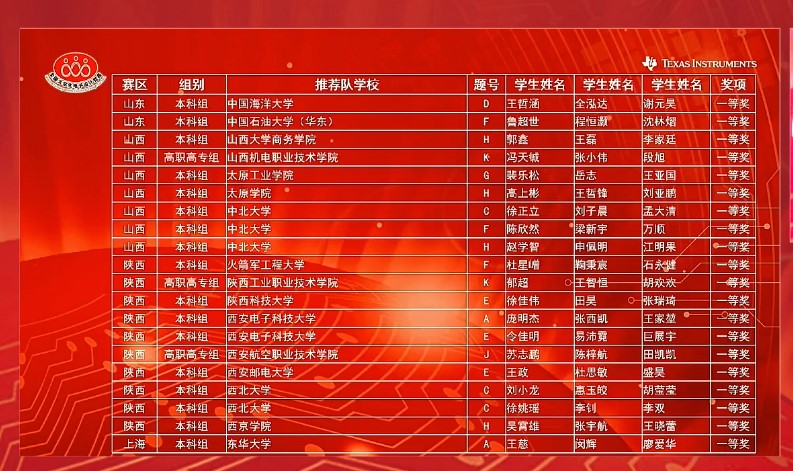 TEXAS INSTRUMENTS
赛区 组别 推荐队学校 题号 学生姓名 学生姓名 学生姓名 奖项
山东 本科组 中国海洋大学 D 王哲涵 全泓达 谢元昊 一等奖
山东 本科组 中国石油大学（华东） F 鲁超世 程恒灏 沈林烟 一等奖
山西 本科组 山西大学商务学院 H 郭鑫 王磊 李家廷 一等奖
山西 高职高专组 山西机电职业技术学院 K 冯天铖 张小伟 段旭 一等奖
山西 本科组 太原工业学院 G 裴乐松 岳志 王亚国 一等奖
山西 本科组 太原学院 H 高上彬 王哲锋 刘亚鹏 一等奖
山西 本科组 中北大学 C 徐正立 刘子晨 孟大清 一等奖
山西 本科组 中北大学 F 陈欣然 梁新宇 万顺 一等奖
山西 本科组 中北大学 H 赵学智 申佩明 江明果 一等奖
陕西 本科组 火箭军工程大学 F 杜星 鞠秉宸 石永健 一等奖
陕西 高职高专组 陕西工业职业技术学院 K 郁超 王智恒 胡欢欢 一等奖
陕西 本科组 陕西科技大学 E 徐佳伟 田昊 张瑞琦 一等奖
陕西 本科组 西安电子科技大学 A 庞明杰 张西凯 王家堃 一等奖
陕西 本科组 西安电子科技大学 E 令佳明 易沛霓 巨展宇 一等奖
陕西 高职高专组 西安航空职业技术学院 J 苏志鹏 陈梓航 田凯凯 一等奖
陕西 本科组 西安邮电大学 E 王政 杜思敏 盛昊 一等奖
陕西 本科组 西北大学 C 刘小龙 惠玉皎 胡莹莹 一等奖
陕西 本科组 西北大学 C 徐姚瑶 李钊 李双 一等奖
陕西 本科组 西京学院 H 吴霄雄 张宇航 王晓蕾 一等奖
上海 本科组 东华大学 A 王慈 闵辉 廖爱华 一等奖